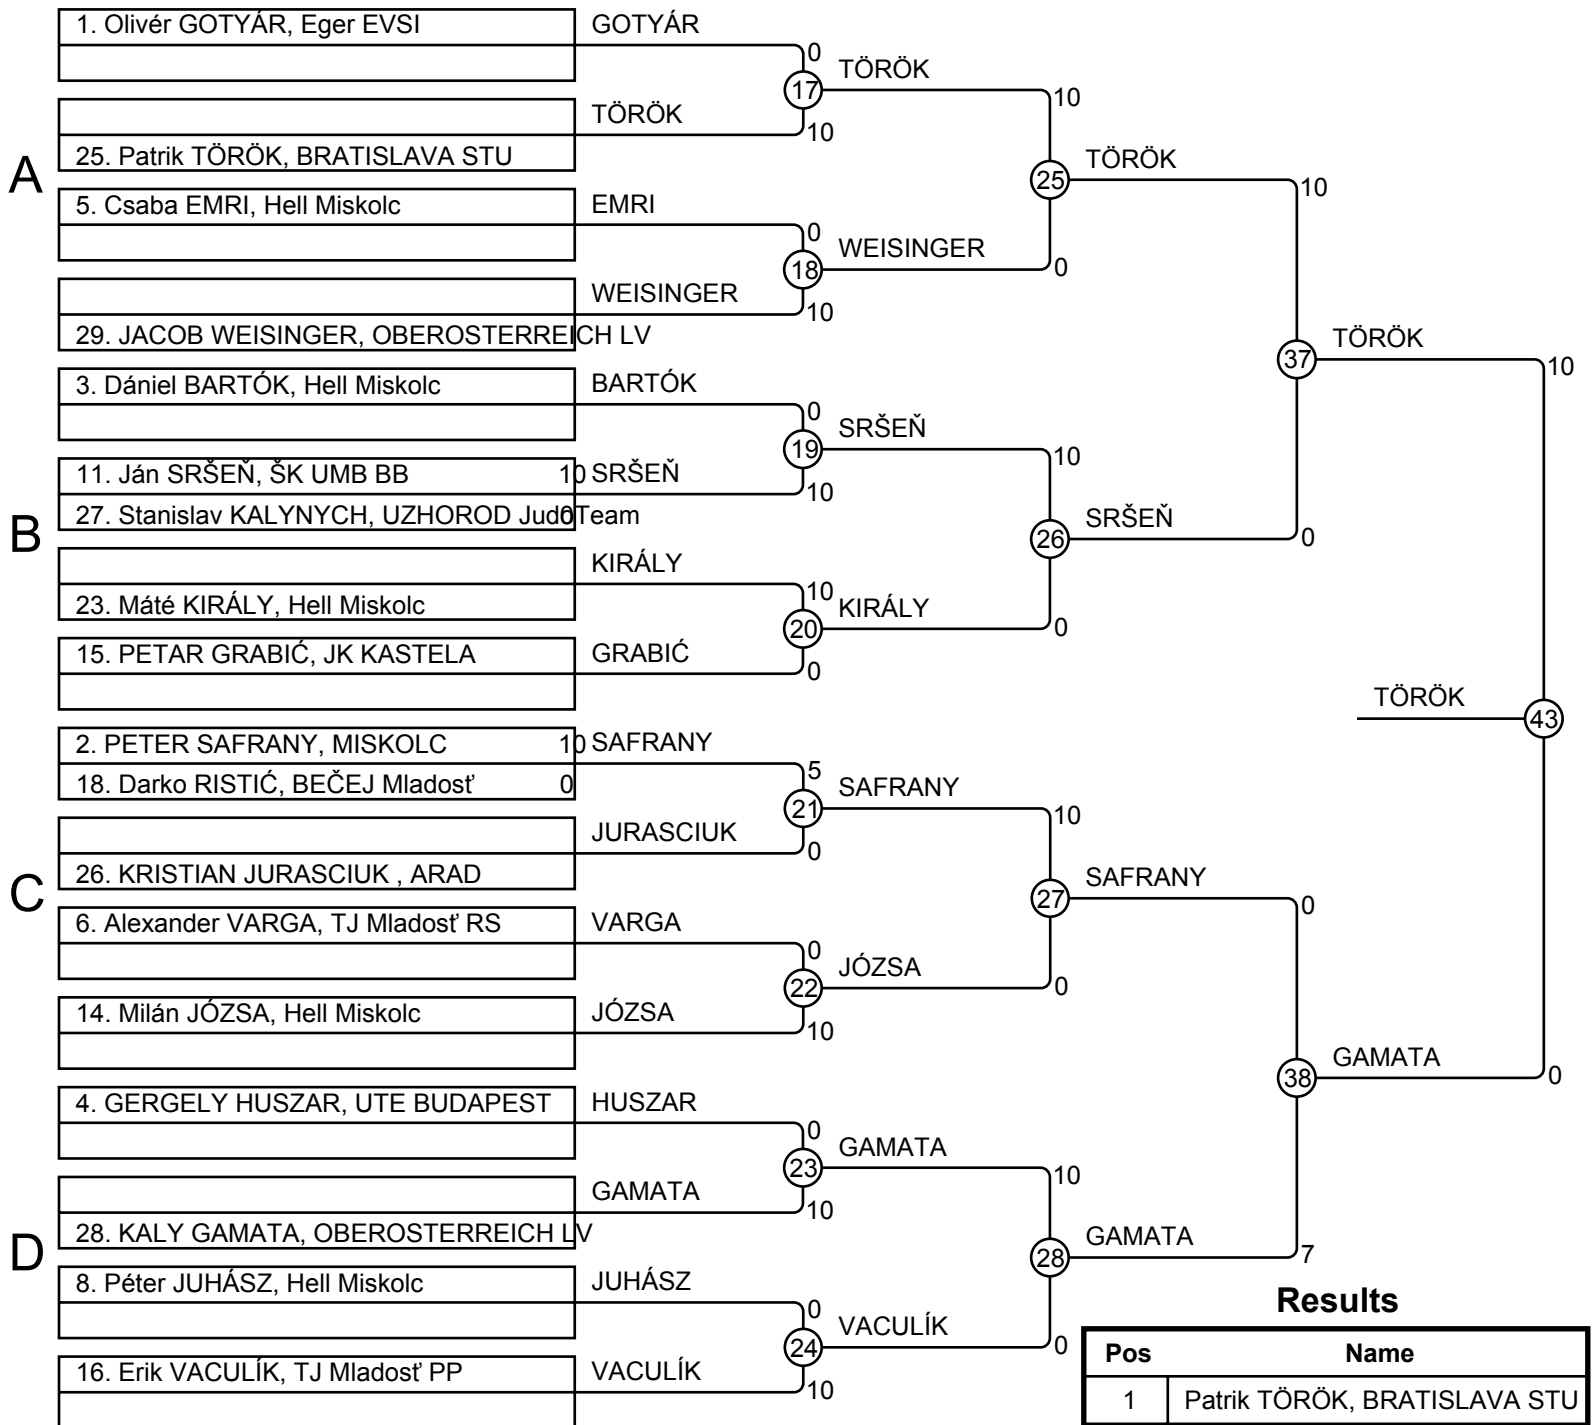 1. Olivér GOTYÁR, Eger EVSI
GOTYÁR
0
17
TÖRÖK
10
TÖRÖK
10
25. Patrik TÖRÖK, BRATISLAVA STU
A
25
TÖRÖK
10
5. Csaba EMRI, Hell Miskolc
EMRI
0
18
WEISINGER
0
WEISINGER
10
29. JACOB WEISINGER, OBEROSTERREICH LV
37
TÖRÖK
10
3. Dániel BARTÓK, Hell Miskolc
BARTÓK
0
19
SRŠEŇ
10
11. Ján SRŠEŇ, ŠK UMB BB 10
SRŠEŇ
10
27. Stanislav KALYNYCH, UZHOROD JudoTeam 0
B
26
SRŠEŇ
0
KIRÁLY
10
23. Máté KIRÁLY, Hell Miskolc
20
KIRÁLY
0
15. PETAR GRABIĆ, JK KASTELA
GRABIĆ
0
TÖRÖK
43
2. PETER SAFRANY, MISKOLC 10
SAFRANY
5
18. Darko RISTIĆ, BEČEJ Mladosť 0
21
SAFRANY
10
JURASCIUK
0
26. KRISTIAN JURASCIUK , ARAD
C
27
SAFRANY
0
6. Alexander VARGA, TJ Mladosť RS
VARGA
0
22
JÓZSA
0
14. Milán JÓZSA, Hell Miskolc
JÓZSA
10
38
GAMATA
0
4. GERGELY HUSZAR, UTE BUDAPEST
HUSZAR
0
23
GAMATA
10
GAMATA
10
28. KALY GAMATA, OBEROSTERREICH LV
D
28
GAMATA
7
8. Péter JUHÁSZ, Hell Miskolc
JUHÁSZ
0
24
VACULÍK
0
16. Erik VACULÍK, TJ Mladosť PP
VACULÍK
10
Results
Pos Name
1 Patrik TÖRÖK, BRATISLAVA STU